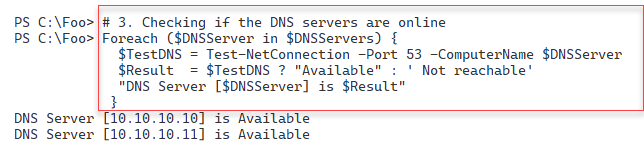 PS C:\Foo> # 3. Checking if the DNS servers are online
PS C:\Foo> Foreach ($DNSServer in $DNSServers) {
$TestDNS = Test-NetConnection -Port 53 -ComputerName $DNSServer
$Result  = $TestDNS ? "Available" : ' Not reachable'
"DNS Server [$DNSServer] is $Result"
}
DNS Server [10.10.10.10] is Available
DNS Server [10.10.10.11] is Available